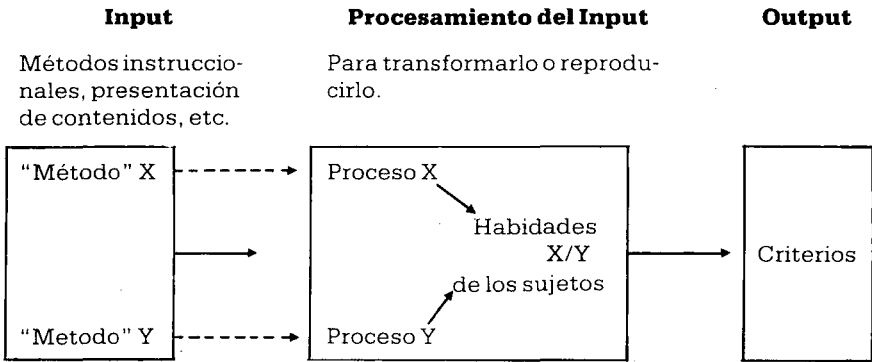 Input
Procesamiento del Input
Output
Métodos instruccio-
nales, presentación
de contenidos, etc.
Para transformarlo o reprodu-
cirlo.
“Método” X
Proceso X
Habidades
X/Y
de los sujetos
Criterios
“Metodo” Y
Proceso Y